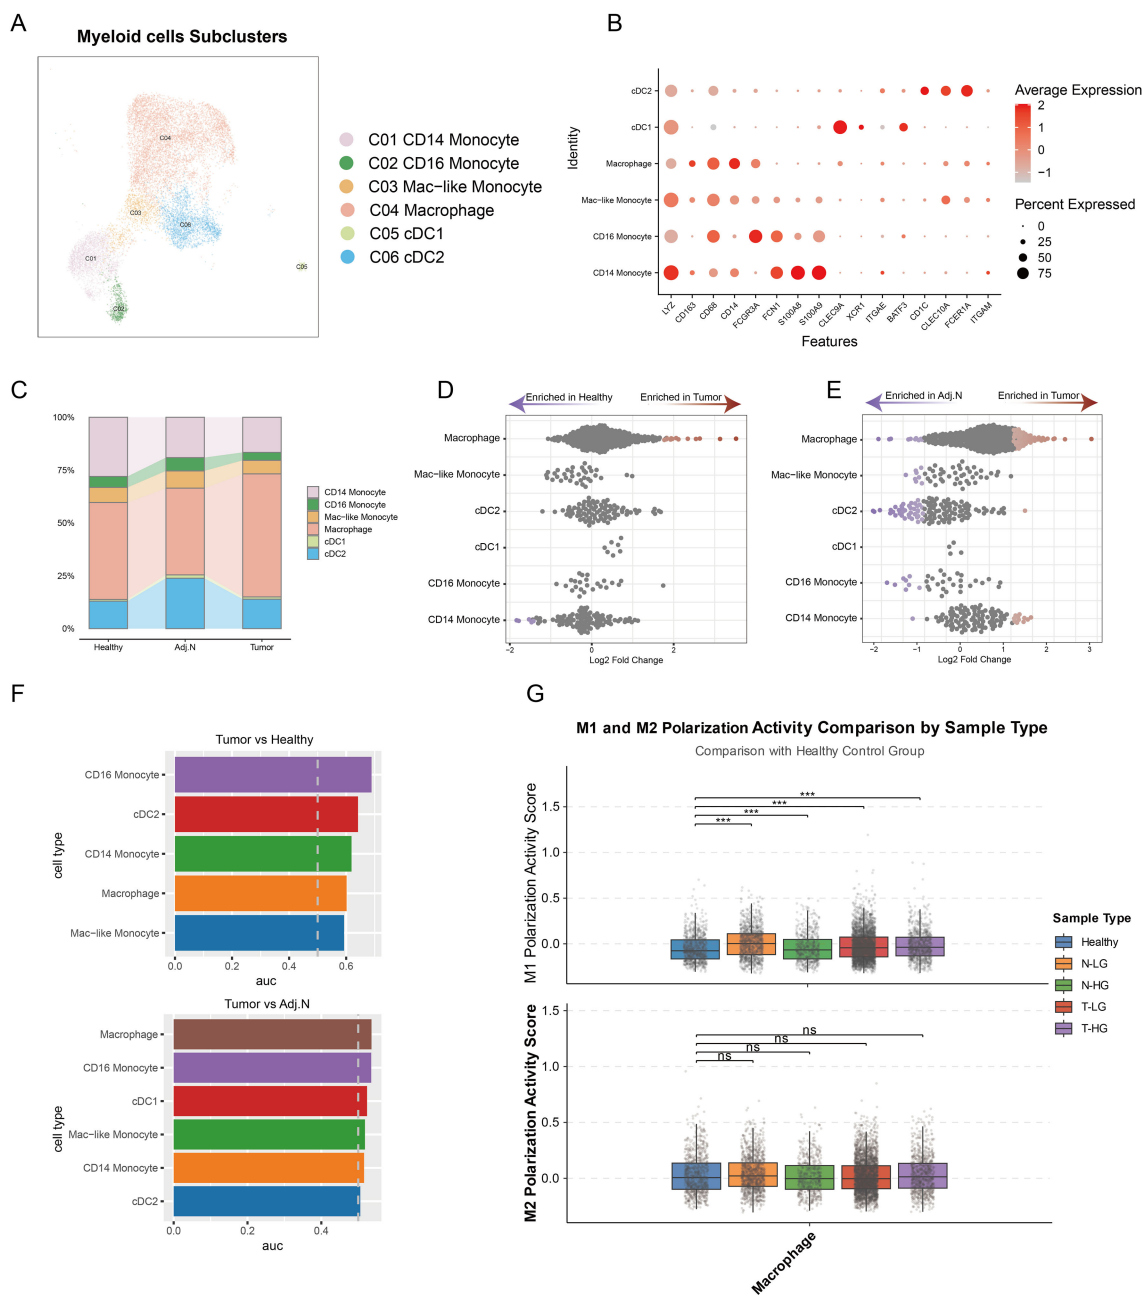 A
Myeloid cells Subclusters
C04
C03
C06
C01
C02
C05
C01 CD14 Monocyte
C02 CD16 Monocyte
C03 Mac-like Monocyte
C04 Macrophage
C05 cDC1
C06 cDC2
B
Identity
cDC2
cDC1
Macrophage
Mac-like Monocyte
CD16 Monocyte
CD14 Monocyte
LYZ
CD163
CD68
CD14
FCGR3A
FCN1
S100A8
S100A9
CLEC9A
XCR1
ITGAE
BATF3
CD1C
CLEC10A
FCER1A
ITGAM
Features
Average Expression
2
1
0
−1
Percent Expressed
0
25
50
75
C
100%
75%
50%
25%
0%
Healthy
Adj.N
Tumor
CD14 Monocyte
CD16 Monocyte
Mac-like Monocyte
Macrophage
cDC1
cDC2
D
Enriched in Healthy
Enriched in Tumor
Macrophage
Mac-like Monocyte
cDC2
cDC1
CD16 Monocyte
CD14 Monocyte
−2
0
2
Log2 Fold Change
E
Enriched in Adj.N
Enriched in Tumor
Macrophage
Mac-like Monocyte
cDC2
cDC1
CD16 Monocyte
CD14 Monocyte
−2
−1
0
1
2
3
Log2 Fold Change
F
Tumor vs Healthy
cell type
CD16 Monocyte
cDC2
CD14 Monocyte
Macrophage
Mac-like Monocyte
0.0
0.2
0.4
0.6
auc
Tumor vs Adj.N
cell type
Macrophage
CD16 Monocyte
cDC1
Mac-like Monocyte
CD14 Monocyte
cDC2
0.0
0.2
0.4
auc
G
M1 and M2 Polarization Activity Comparison by Sample Type
Comparison with Healthy Control Group
M1 Polarization Activity Score
1.5
1.0
0.5
0.0
***
***
***
***
M2 Polarization Activity Score
1.5
1.0
0.5
0.0
ns
ns
ns
ns
Macrophage
Sample Type
Healthy
N-LG
N-HG
T-LG
T-HG